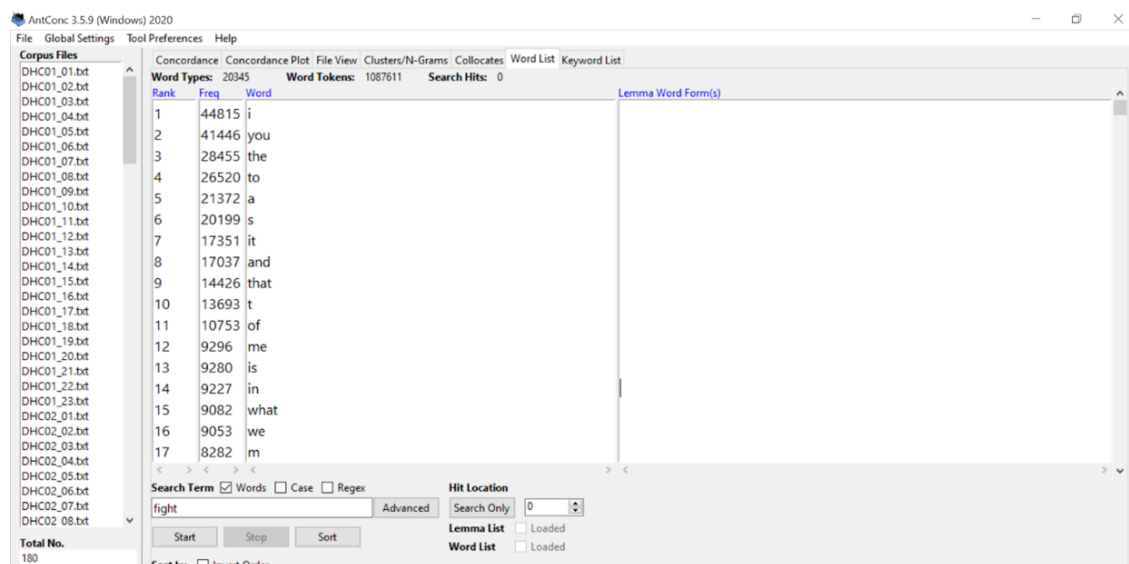 AntConc 3.5.9 (Windows) 2020
File Global Settings Tool Preferences Help
Corpus Files
DHC01_01.txt
DHC01_02.txt
DHC01_03.txt
DHC01_04.txt
DHC01_05.txt
DHC01_06.txt
DHC01_07.txt
DHC01_08.txt
DHC01_09.txt
DHC01_10.txt
DHC01_11.txt
DHC01_12.txt
DHC01_13.txt
DHC01_14.txt
DHC01_15.txt
DHC01_16.txt
DHC01_17.txt
DHC01_18.txt
DHC01_19.txt
DHC01_20.txt
DHC01_21.txt
DHC01_22.txt
DHC01_23.txt
DHC02_01.txt
DHC02_02.txt
DHC02_03.txt
DHC02_04.txt
DHC02_05.txt
DHC02_06.txt
DHC02_07.txt
DHC02_08.txt
Total No.
180
Concordance Concordance Plot File View Clusters/N-Grams Collocates Word List Keyword List
Word Types: 20345 Word Tokens: 1087611 Search Hits: 0
Rank Freq Word Lemma Word Form(s)
1 44815 i
2 41446 you
3 28455 the
4 26520 to
5 21372 a
6 20199 s
7 17351 it
8 17037 and
9 14426 that
10 13693 t
11 10753 of
12 9296 me
13 9280 is
14 9227 in
15 9082 what
16 9053 we
17 8282 m
Search Term Words Case Regex Hit Location
fight Advanced Search Only 0
Start Stop Sort Lemma List Loaded
Word List Loaded
Sort by Invert Order